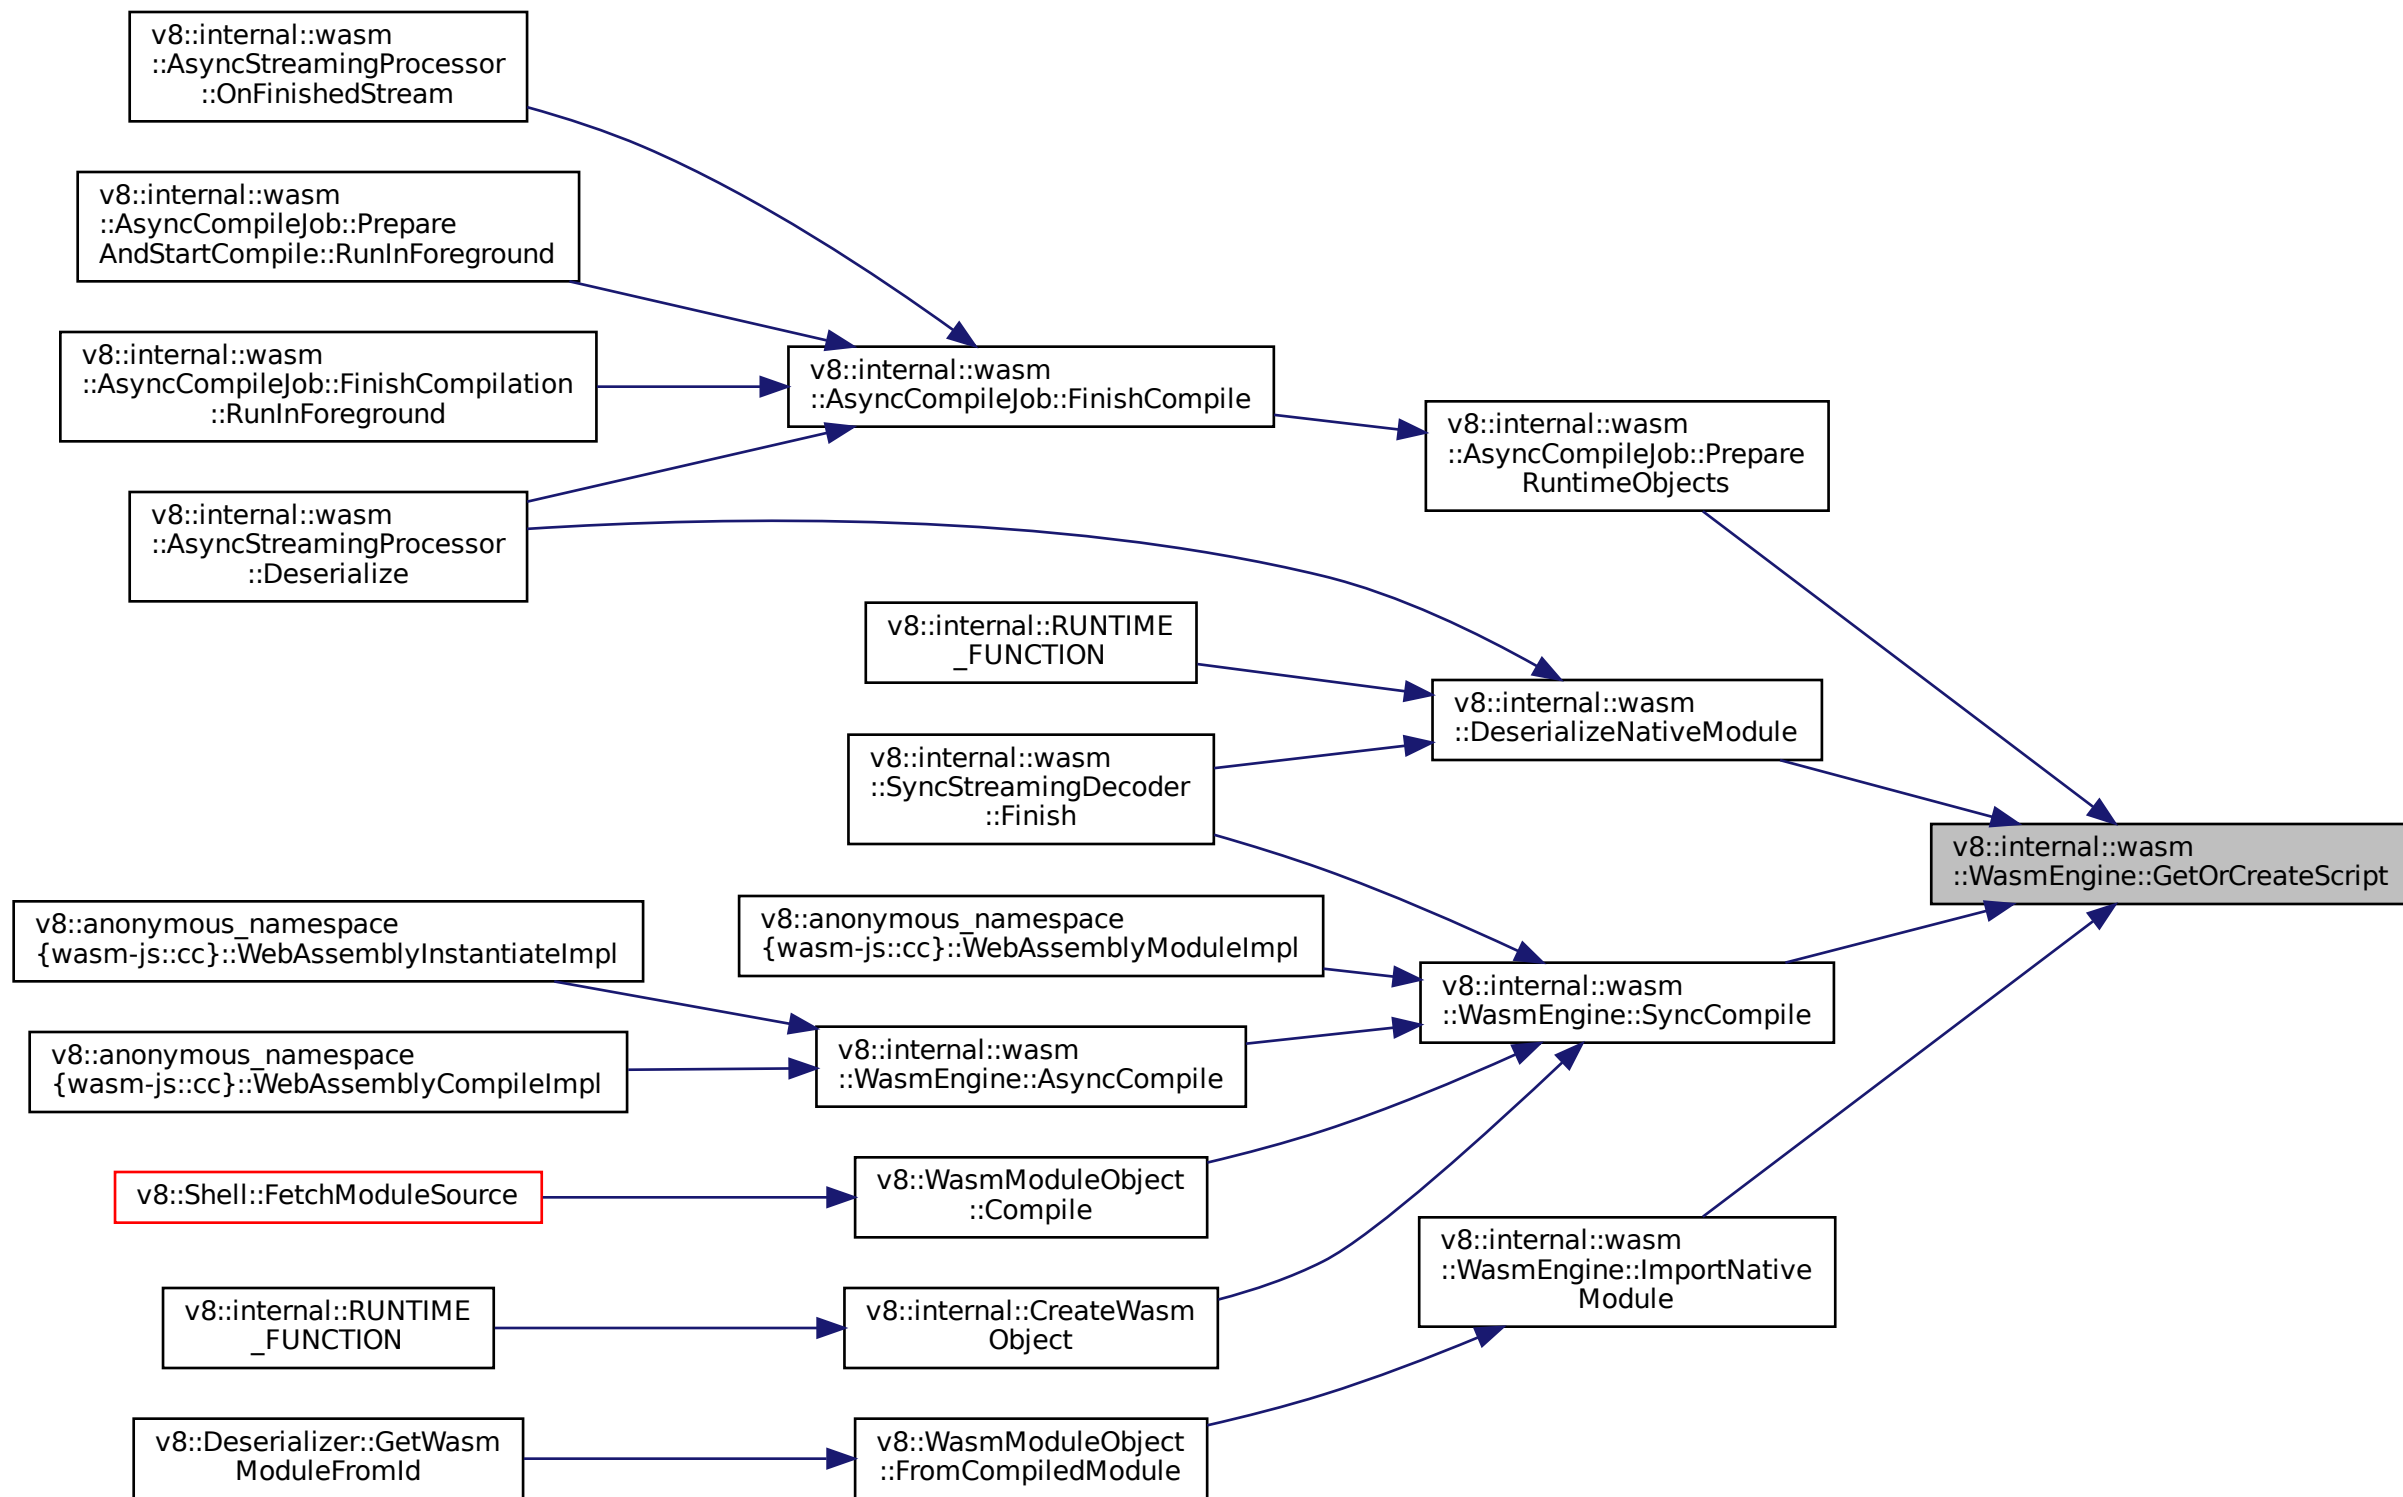 v8::internal::wasm
::AsyncStreamingProcessor
::OnFinishedStream
v8::internal::wasm
::AsyncCompileJob::Prepare
AndStartCompile::RunInForeground
v8::internal::wasm
::AsyncCompileJob::FinishCompilation
::RunInForeground
v8::internal::wasm
::AsyncCompileJob::FinishCompile
v8::internal::wasm
::AsyncCompileJob::Prepare
RuntimeObjects
v8::internal::wasm
::AsyncStreamingProcessor
::Deserialize
v8::internal::RUNTIME
_FUNCTION
v8::internal::wasm
::DeserializeNativeModule
v8::internal::wasm
::SyncStreamingDecoder
::Finish
v8::internal::wasm
::WasmEngine::GetOrCreateScript
v8::anonymous_namespace
{wasm-js::cc}::WebAssemblyModuleImpl
v8::anonymous_namespace
{wasm-js::cc}::WebAssemblyInstantiateImpl
v8::internal::wasm
::WasmEngine::SyncCompile
v8::anonymous_namespace
{wasm-js::cc}::WebAssemblyCompileImpl
v8::internal::wasm
::WasmEngine::AsyncCompile
v8::Shell::FetchModuleSource
v8::WasmModuleObject
::Compile
v8::internal::wasm
::WasmEngine::ImportNative
Module
v8::internal::RUNTIME
_FUNCTION
v8::internal::CreateWasm
Object
v8::Deserializer::GetWasm
ModuleFromId
v8::WasmModuleObject
::FromCompiledModule